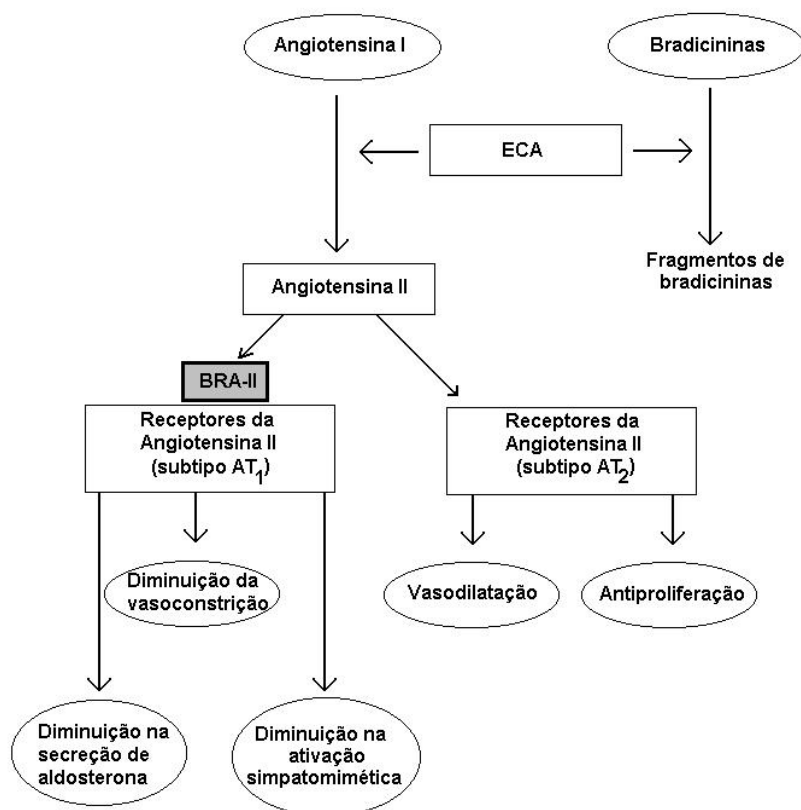 Angiotensina I
Bradicininas
ECA
Fragmentos de
bradicininas
Angiotensina II
BRA-II
Receptores da
Angiotensina II
(subtipo AT1)
Receptores da
Angiotensina II
(subtipo AT2)
Diminuição da
vasoconstrição
Vasodilatação
Antiproliferação
Diminuição na
secreção de
aldosterona
Diminuição na
ativação
simpatomimética